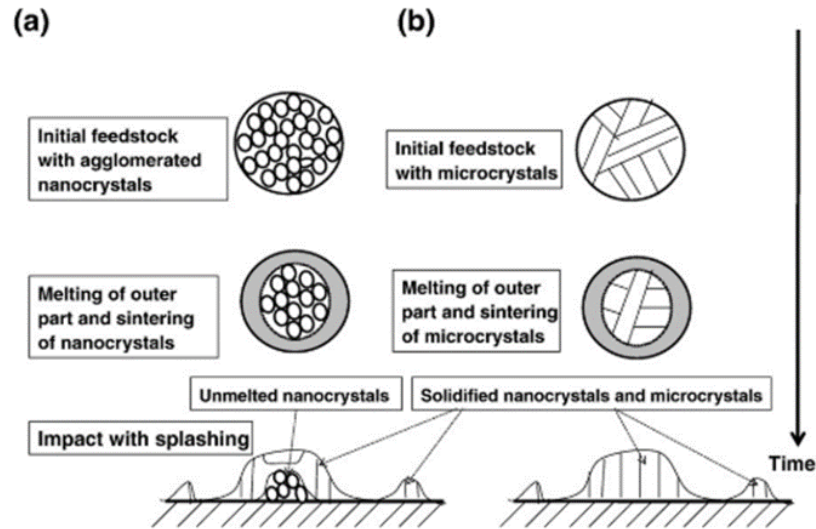 (a)
(b)
Initial feedstock
with agglomerated
nanocrystals
Initial feedstock
with microcrystals
Melting of outer
part and sintering
of nanocrystals
Melting of outer
part and sintering
of microcrystals
Unmelted nanocrystals
Solidified nanocrystals and microcrystals
Impact with splashing
Time